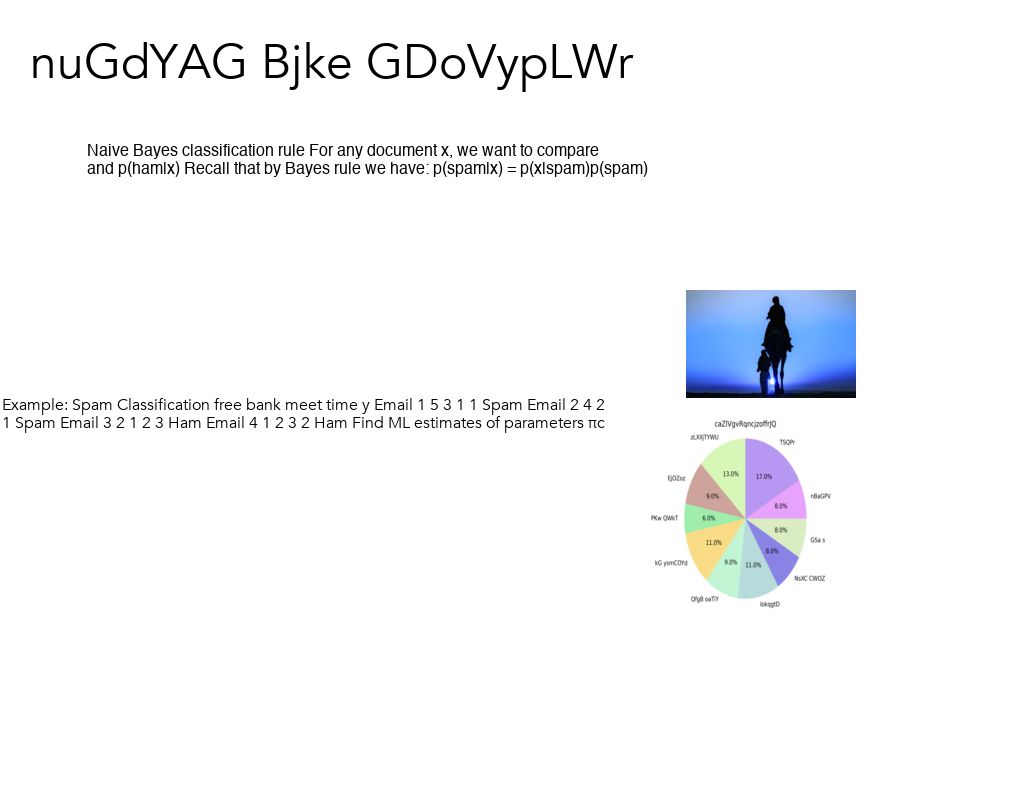 nuGdYAG Bjke GDoVypLWr
Naive Bayes classification rule For any document x, we want to compare
and p(ham|x) Recall that by Bayes rule we have: p(spam|x) = p(x|spam)p(spam)
Example: Spam Classification free bank meet time y Email 1 5 3 1 1 Spam Email 2 4 2
1 Spam Email 3 2 1 2 3 Ham Email 4 1 2 3 2 Ham Find ML estimates of parameters πc
TSQPr
nBaGPV
17.0%
8.0%
13.0%
9.0%
EjOZoz
PKw QWkT
6.0%
8.0%
GSa s
11.0%
8.0%
kG ysmCOYd
9.0%
11.0%
NsXC CWOZ
QfgB oaTlY